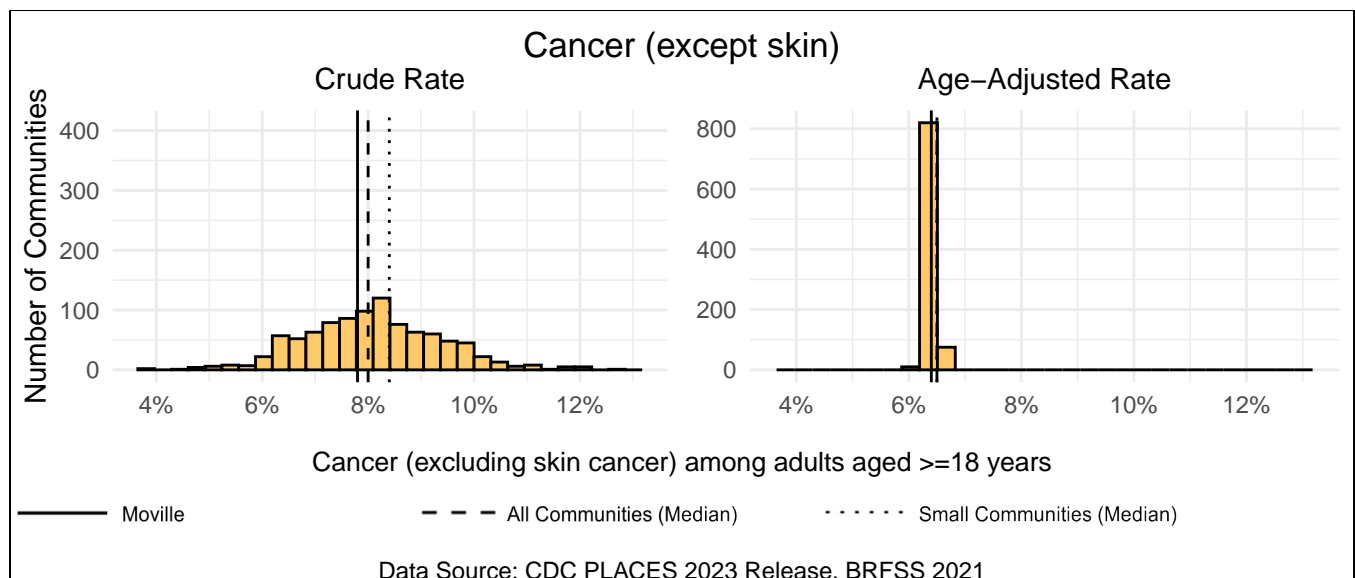 Cancer (except skin)
Crude Rate
Age−Adjusted Rate
Number of Communities
400
300
200
100
0
4%
6%
8%
10%
12%
800
600
400
200
0
4%
6%
8%
10%
12%
Cancer (excluding skin cancer) among adults aged >=18 years
Moville
All Communities (Median)
Small Communities (Median)
Data Source: CDC PLACES 2023 Release, BRFSS 2021